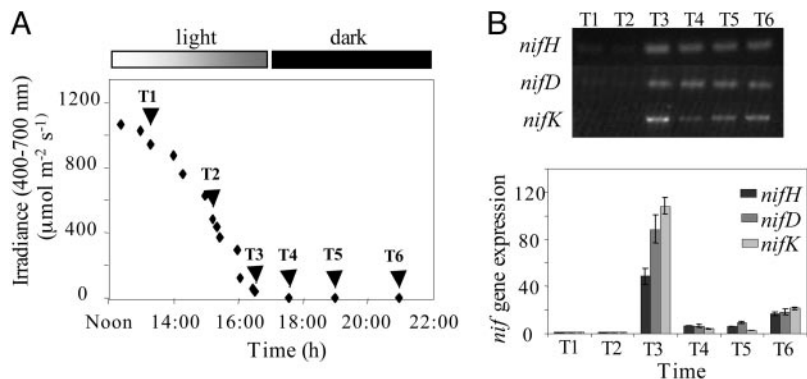 A
light
dark
Irradiance (400-700 nm)
(μmol m⁻² s⁻¹)
1200
800
400
0
T1
T2
T3
T4
T5
T6
Noon 14:00 16:00 18:00 20:00 22:00
Time (h)
B
T1 T2 T3 T4 T5 T6
nifH
nifD
nifK
nif gene expression
120
80
40
0
nifH
nifD
nifK
T1 T2 T3 T4 T5 T6
Time